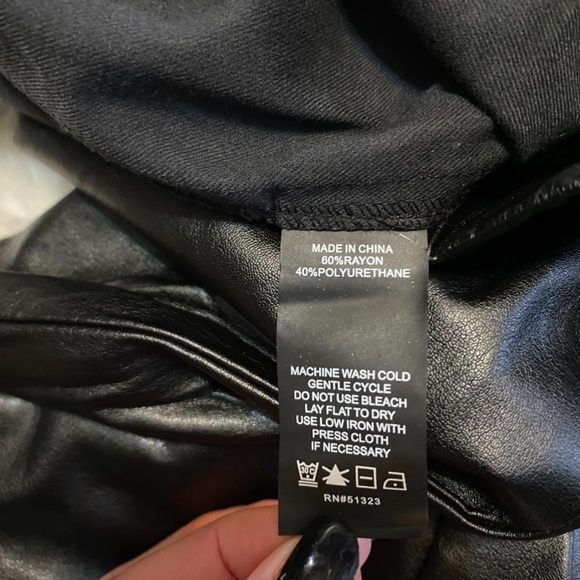 MADE IN CHINA
60%RAYON
40%POLYURETHANE
MACHINE WASH COLD
GENTLE CYCLE
DO NOT USE BLEACH
LAY FLAT TO DRY
USE LOW IRON WITH
PRESS CLOTH
IF NECESSARY
30C
RN#51323